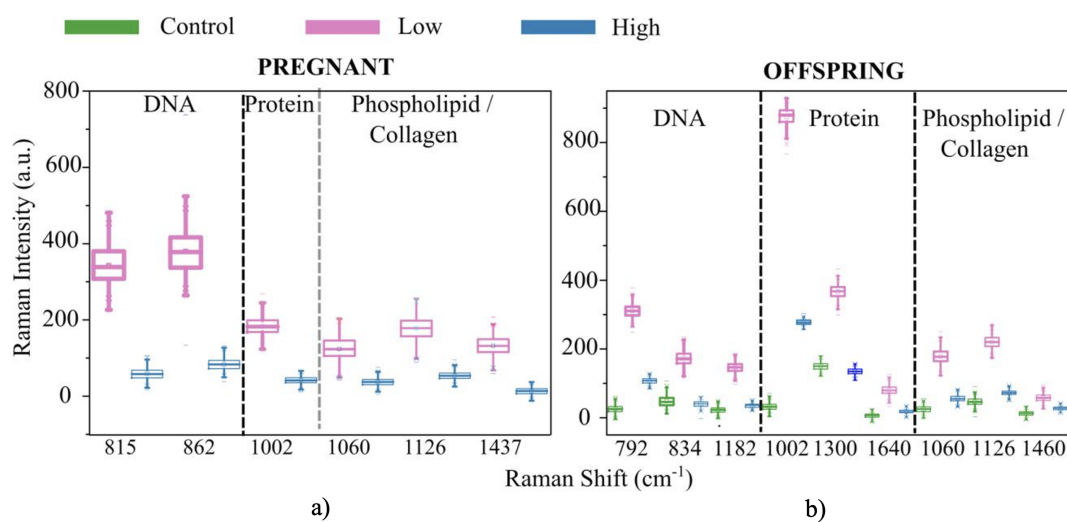 Control Low High
PREGNANT
OFFSPRING
800
600
400
200
0
DNA
Protein
Phospholipid /
Collagen
815 862 1002 1060 1126 1437
Raman Intensity (a.u.)
800
600
400
200
0
DNA
Protein
Phospholipid /
Collagen
792 834 1182 1002 1300 1640 1060 1126 1460
Raman Shift (cm⁻¹)
a)
b)